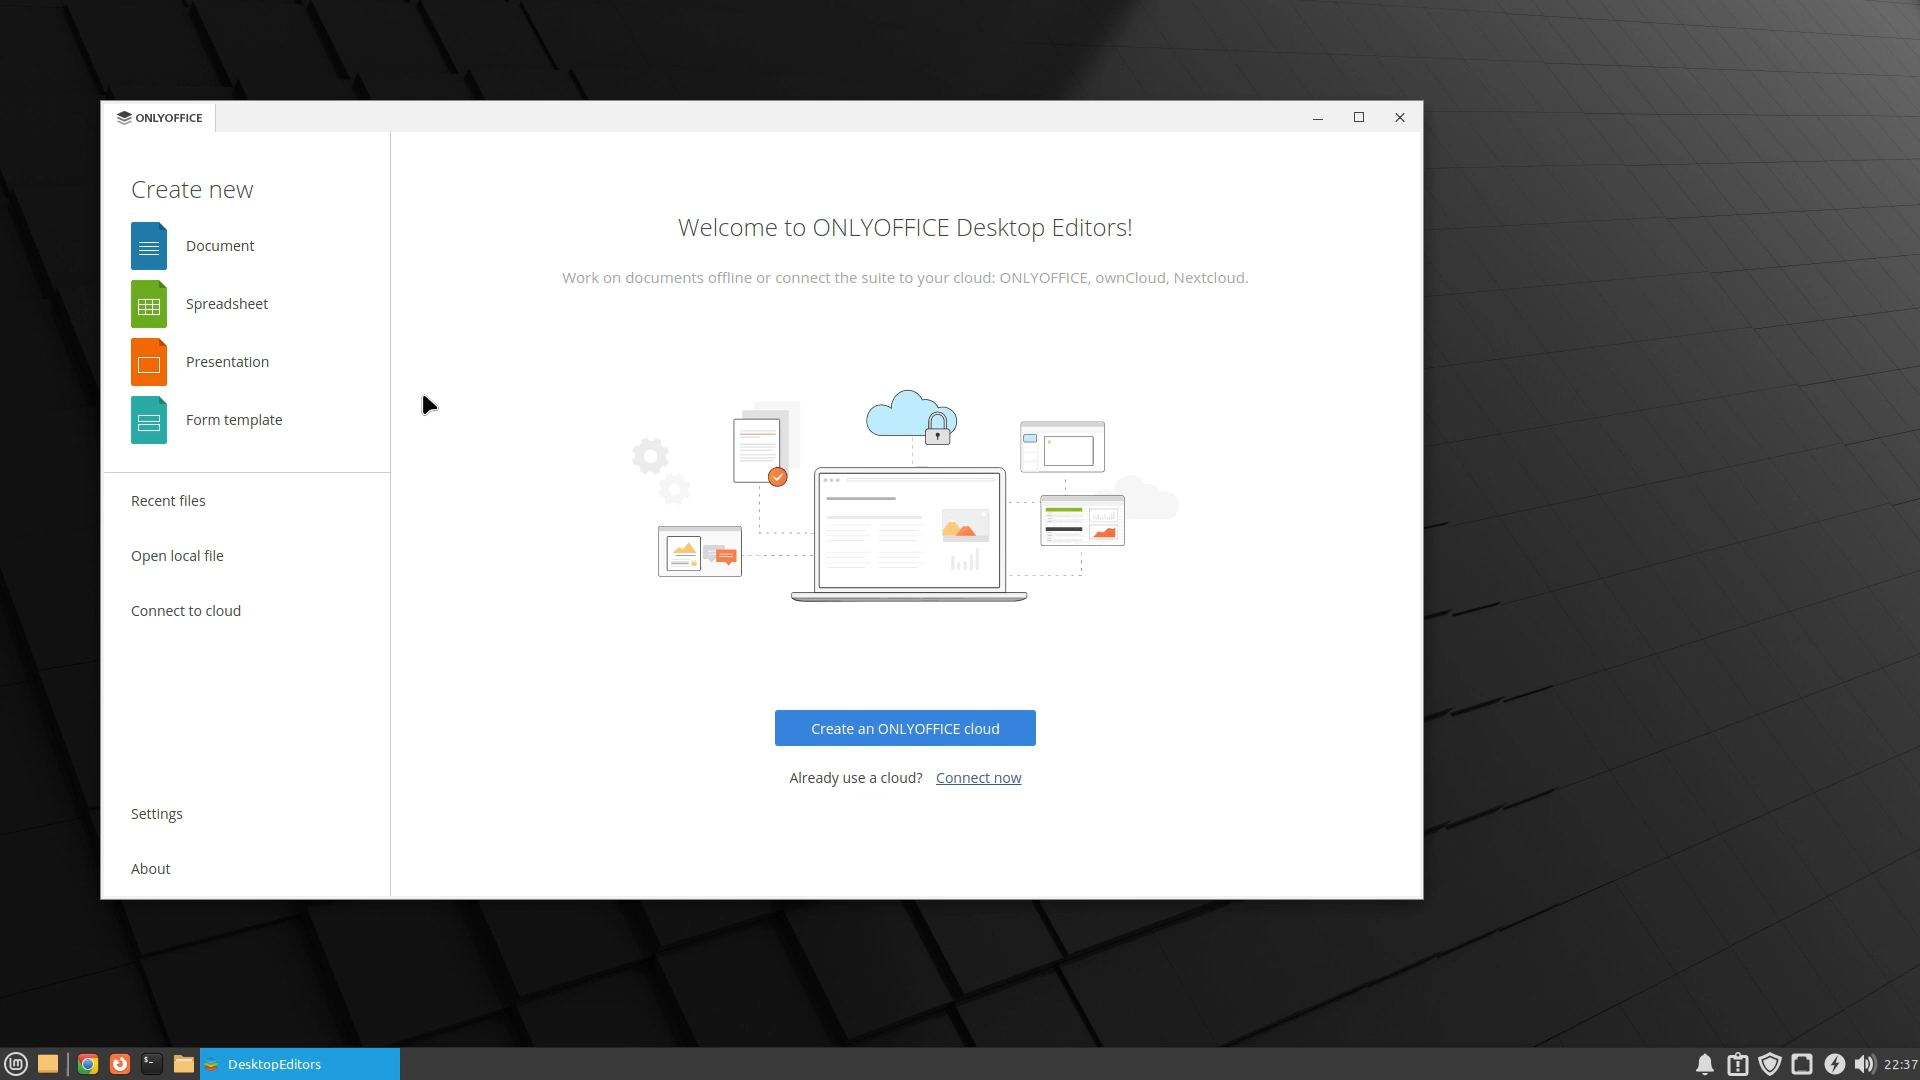 ONLYOFFICE
Create new
Document
Spreadsheet
Presentation
Form template
Recent files
Open local file
Connect to cloud
Settings
About
Welcome to ONLYOFFICE Desktop Editors!
Work on documents offline or connect the suite to your cloud: ONLYOFFICE, ownCloud, Nextcloud.
Create an ONLYOFFICE cloud
Already use a cloud? Connect now
DesktopEditors
22:37